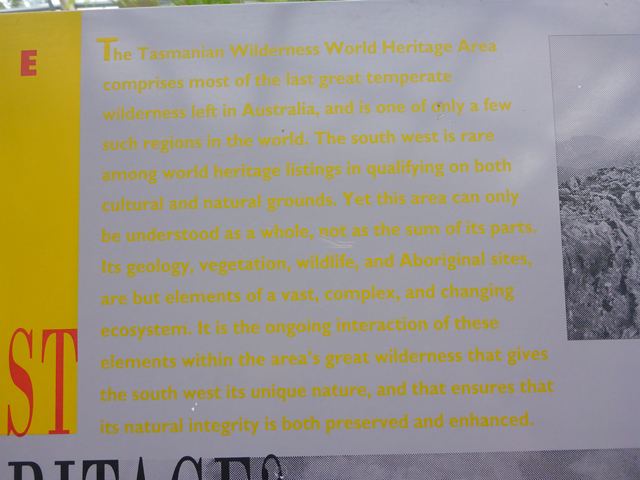 E
The Tasmanian Wilderness World Heritage Area
comprises most of the last great temperate
wilderness left in Australia, and is one of only a few
such regions in the world. The south west is rare
among world heritage listings in qualifying on both
cultural and natural grounds. Yet this area can only
be understood as a whole, not as the sum of its parts.
Its geology, vegetation, wildlife, and Aboriginal sites,
are but elements of a vast, complex, and changing
ecosystem. It is the ongoing interaction of these
elements within the area's great wilderness that gives
the south west its unique nature, and that ensures that
its natural integrity is both preserved and enhanced.
ST
RITAGE?